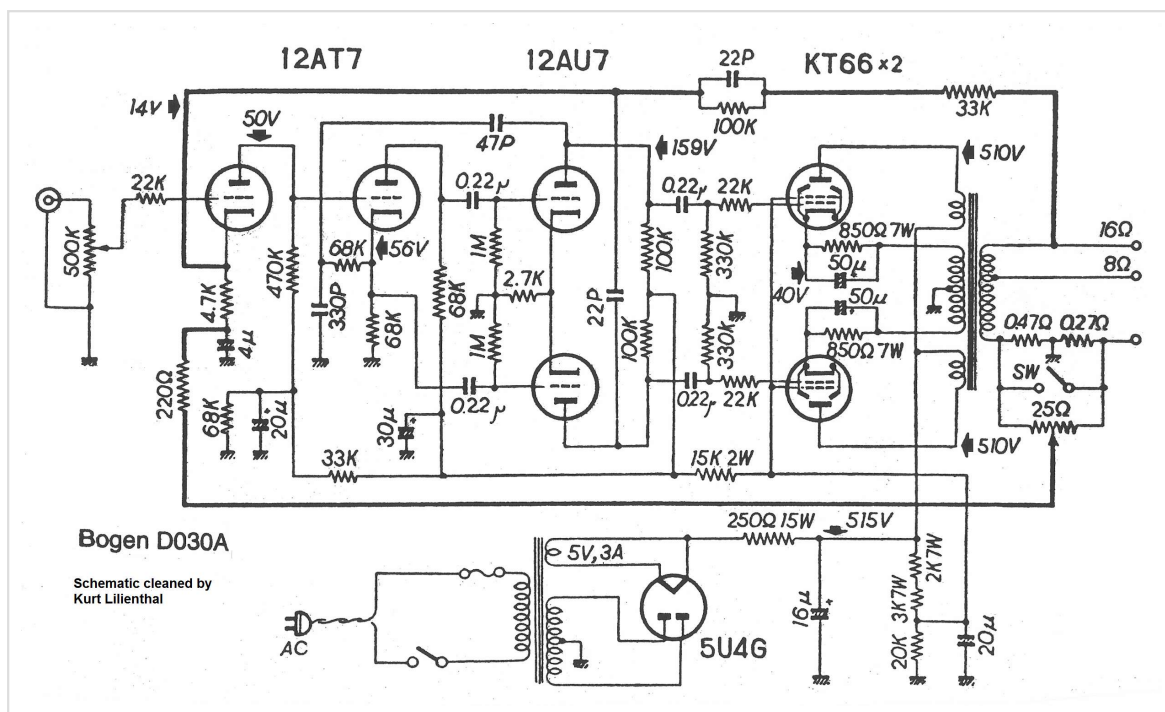 12AT7
12AU7
KT66×2
22P
100K
33K
14V
50V
47P
159V
510V
22K
0.22µ
0.22µ
22K
500K
470K
68K
56V
1M
2.7K
68K
22P
100K
330K
850Ω 7W
50µ
40V
50µ
850Ω 7W
16Ω
8Ω
4.7K
4µ
330P
68K
1M
100K
330K
0.47Ω
0.27Ω
SW
25Ω
220Ω
68K
20µ
0.22µ
30µ
0.22µ
22K
510V
33K
15K 2W
Bogen D030A
250Ω 15W
515V
5V, 3A
2K 7W
3K 7W
20K
16µ
20µ
Schematic cleaned by
Kurt Lilienthal
AC
5U4G